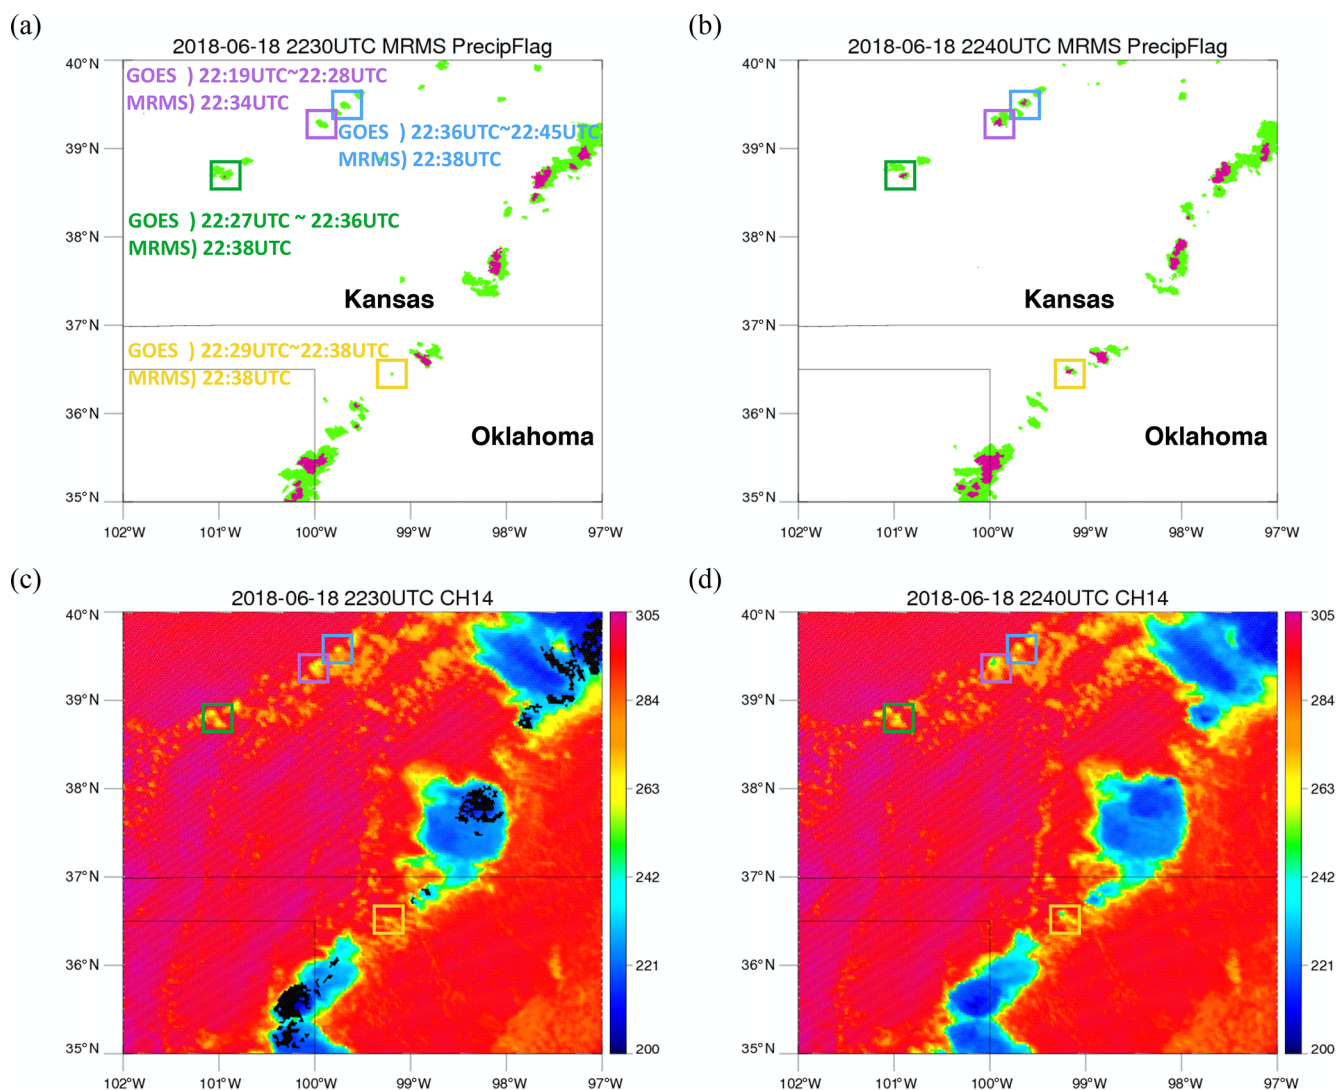 (a)
2018-06-18 2230UTC MRMS PrecipFlag
40°N
39°N
38°N
37°N
36°N
35°N
GOES ) 22:19UTC~22:28UTC
MRMS) 22:34UTC
GOES ) 22:36UTC~22:45UTC
MRMS) 22:38UTC
GOES ) 22:27UTC ~ 22:36UTC
MRMS) 22:38UTC
Kansas
GOES ) 22:29UTC~22:38UTC
MRMS) 22:38UTC
Oklahoma
102°W 101°W 100°W 99°W 98°W 97°W
(b)
2018-06-18 2240UTC MRMS PrecipFlag
40°N
39°N
38°N
37°N
36°N
35°N
Kansas
Oklahoma
102°W 101°W 100°W 99°W 98°W 97°W
(c)
2018-06-18 2230UTC CH14
40°N
39°N
38°N
37°N
36°N
35°N
102°W 101°W 100°W 99°W 98°W 97°W
305
284
263
242
221
200
(d)
2018-06-18 2240UTC CH14
40°N
39°N
38°N
37°N
36°N
35°N
102°W 101°W 100°W 99°W 98°W 97°W
305
284
263
242
221
200